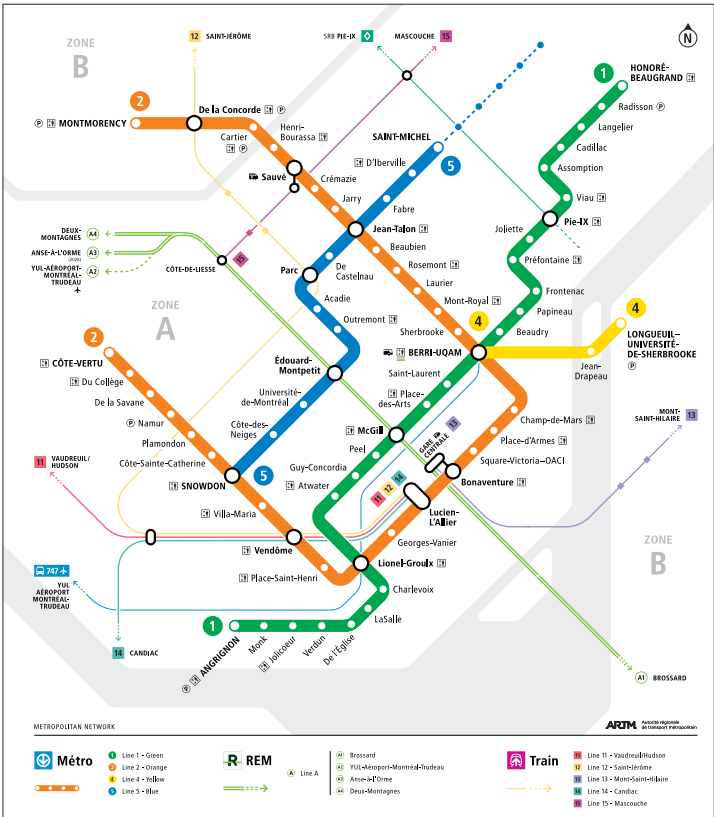 N
ZONE
B
12 SAINT-JÉRÔME
SRB PIE-IX
MASCOUCHE 15
1
HONORÉ-
BEAUGRAND
2
MONTMORENCY
De la Concorde
Cartier
Henri-
Bourassa
Sauvé
Crémazie
Jarry
Jean-Talon
Beaubien
Rosemont
Laurier
Mont-Royal
Sherbrooke
SAINT-MICHEL
5
D'Iberville
Fabre
Radisson
Langelier
Cadillac
Assomption
Viau
Pie-IX
Joliette
Préfontaine
Frontenac
Papineau
Beaudry
DEUX-
MONTAGNES
A4
ANSE-À-L'ORME
(2026)
A3
YUL-AÉROPORT-
MONTRÉAL-
TRUDEAU
A2
CÔTE-DE-LIESSE
15
Parc
De
Castelnau
Acadie
Outremont
Édouard-
Montpetit
Université-
de-Montréal
Côte-des-
Neiges
ZONE
A
4
BERRI-UQAM
4
LONGUEUIL–
UNIVERSITÉ-
DE-SHERBROOKE
Jean-
Drapeau
2
CÔTE-VERTU
Du Collège
De la Savane
Namur
Plamondon
Côte-Sainte-Catherine
SNOWDON
5
Villa-Maria
Vendôme
Place-Saint-Henri
Saint-Laurent
Place-
des-Arts
McGill
Peel
Guy-Concordia
Atwater
GARE
CENTRALE
13
Champ-de-Mars
Place-d'Armes
Square-Victoria–OACI
Bonaventure
MONT-
SAINT-HILAIRE
13
11
VAUDREUIL/
HUDSON
11
12
14
Lucien-
L'Allier
Georges-Vanier
Lionel-Groulx
Charlevoix
LaSalle
ZONE
B
747
YUL
AÉROPORT
MONTRÉAL-
TRUDEAU
14 CANDIAC
1
ANGRIGNON
Monk
Jolicoeur
Verdun
De l'Église
A1 BROSSARD
METROPOLITAN NETWORK
ARTM Autorité régionale
de transport métropolitain
Métro
1 Line 1 - Green
2 Line 2 - Orange
4 Line 4 - Yellow
5 Line 5 - Blue
R REM
A Line A
A1 Brossard
A2 YUL-Aéroport-Montréal-Trudeau
A3 Anse-à-l'Orme
A4 Deux-Montagnes
Train
11 Line 11 - Vaudreuil/Hudson
12 Line 12 - Saint-Jérôme
13 Line 13 - Mont-Saint-Hilaire
14 Line 14 - Candiac
15 Line 15 - Mascouche